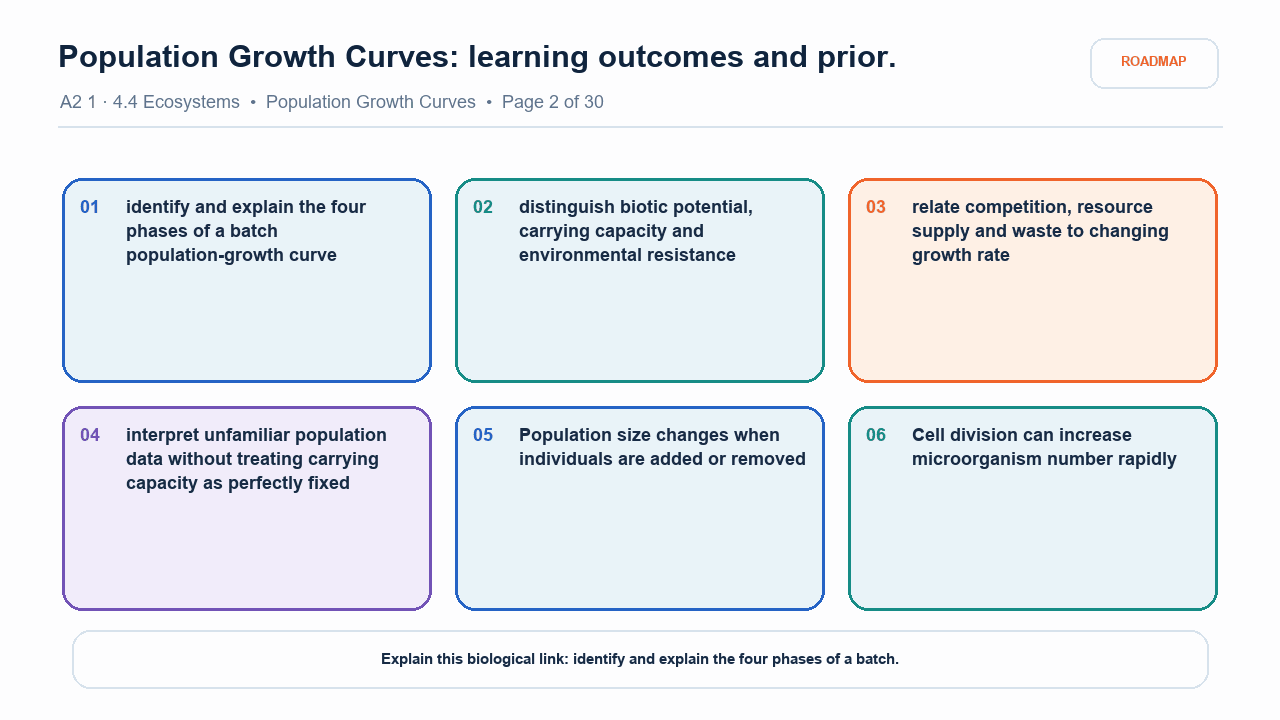 Population Growth Curves: learning outcomes and prior.
ROADMAP
A2 1 · 4.4 Ecosystems • Population Growth Curves • Page 2 of 30
01 identify and explain the four
phases of a batch
population-growth curve
02 distinguish biotic potential,
carrying capacity and
environmental resistance
03 relate competition, resource
supply and waste to changing
growth rate
04 interpret unfamiliar population
data without treating carrying
capacity as perfectly fixed
05 Population size changes when
individuals are added or removed
06 Cell division can increase
microorganism number rapidly
Explain this biological link: identify and explain the four phases of a batch.